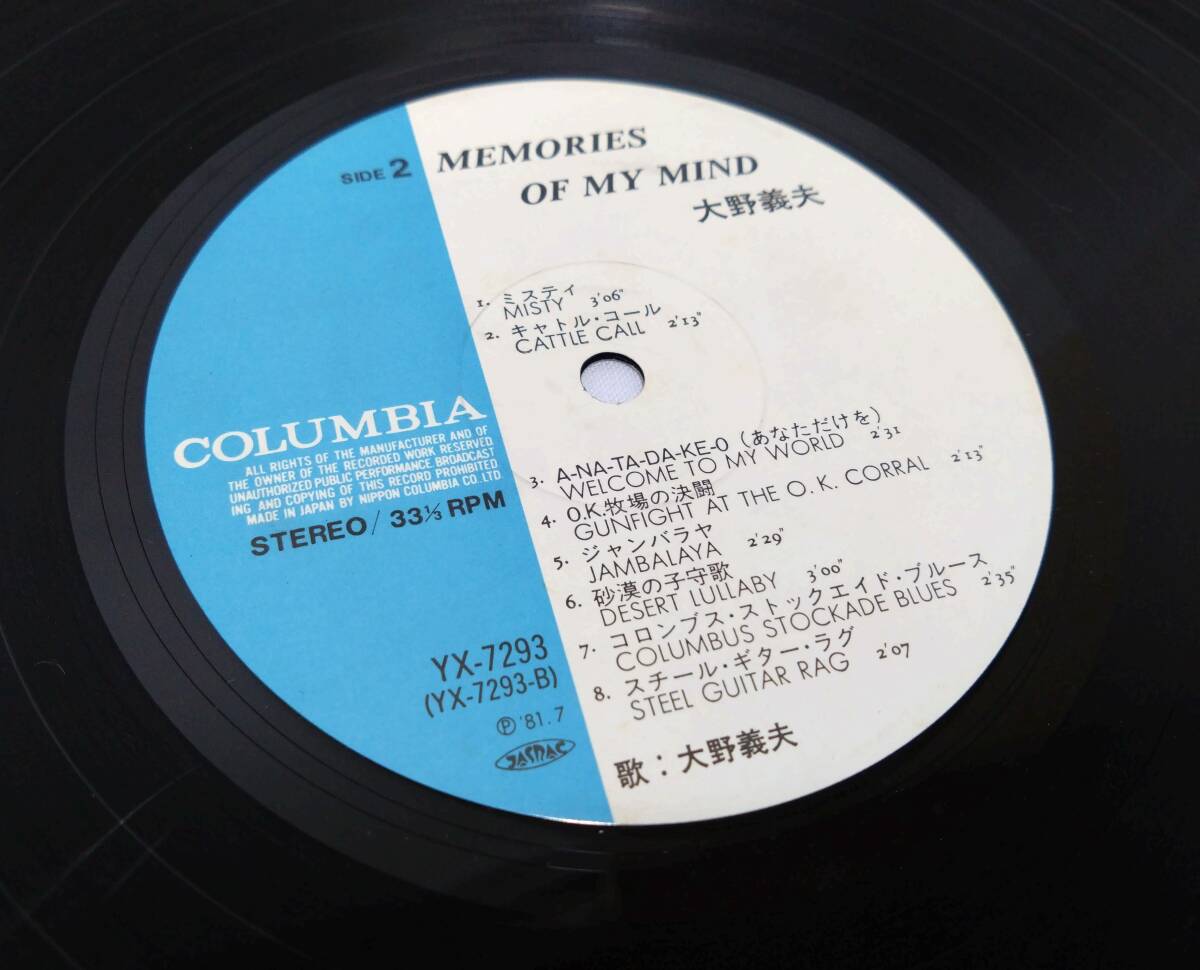 SIDE 2
MEMORIES
OF MY MIND
大野義夫
1. ミスティ
MISTY 3'06"
2. キャトル・コール
CATTLE CALL 2'13"
3. A-NA-TA-DA-KE-O (あなただけを)
WELCOME TO MY WORLD 2'31
4. O.K.牧場の決闘
GUNFIGHT AT THE O.K. CORRAL 2'13"
5. ジャンバラヤ
JAMBALAYA 2'29"
6. 砂漠の子守歌
DESERT LULLABY 3'00"
7. コロンブス・ストックエイド・ブルース
COLUMBUS STOCKADE BLUES 2'35"
8. スチール・ギター・ラグ
STEEL GUITAR RAG 2'07
歌：大野義夫
COLUMBIA
ALL RIGHTS OF THE MANUFACTURER AND OF
THE OWNER OF THE RECORDED WORK RESERVED
UNAUTHORIZED PUBLIC PERFORMANCE BROADCAST
ING AND COPYING OF THIS RECORD PROHIBITED
MADE IN JAPAN BY NIPPON COLUMBIA CO., LTD.
STEREO / 33⅓ RPM
YX-7293
(YX-7293-B)
Ⓟ '81. 7
JASRAC